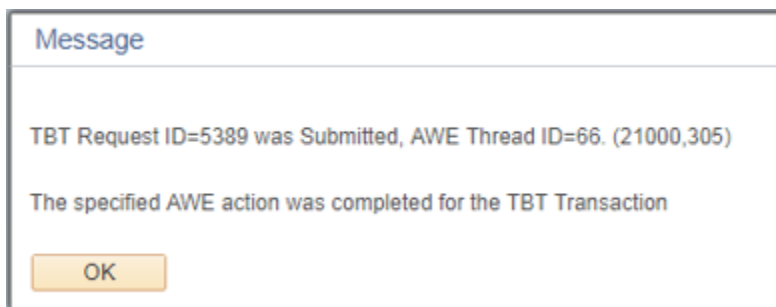 Message
TBT Request ID=5389 was Submitted, AWE Thread ID=66. (21000,305)
The specified AWE action was completed for the TBT Transaction
OK